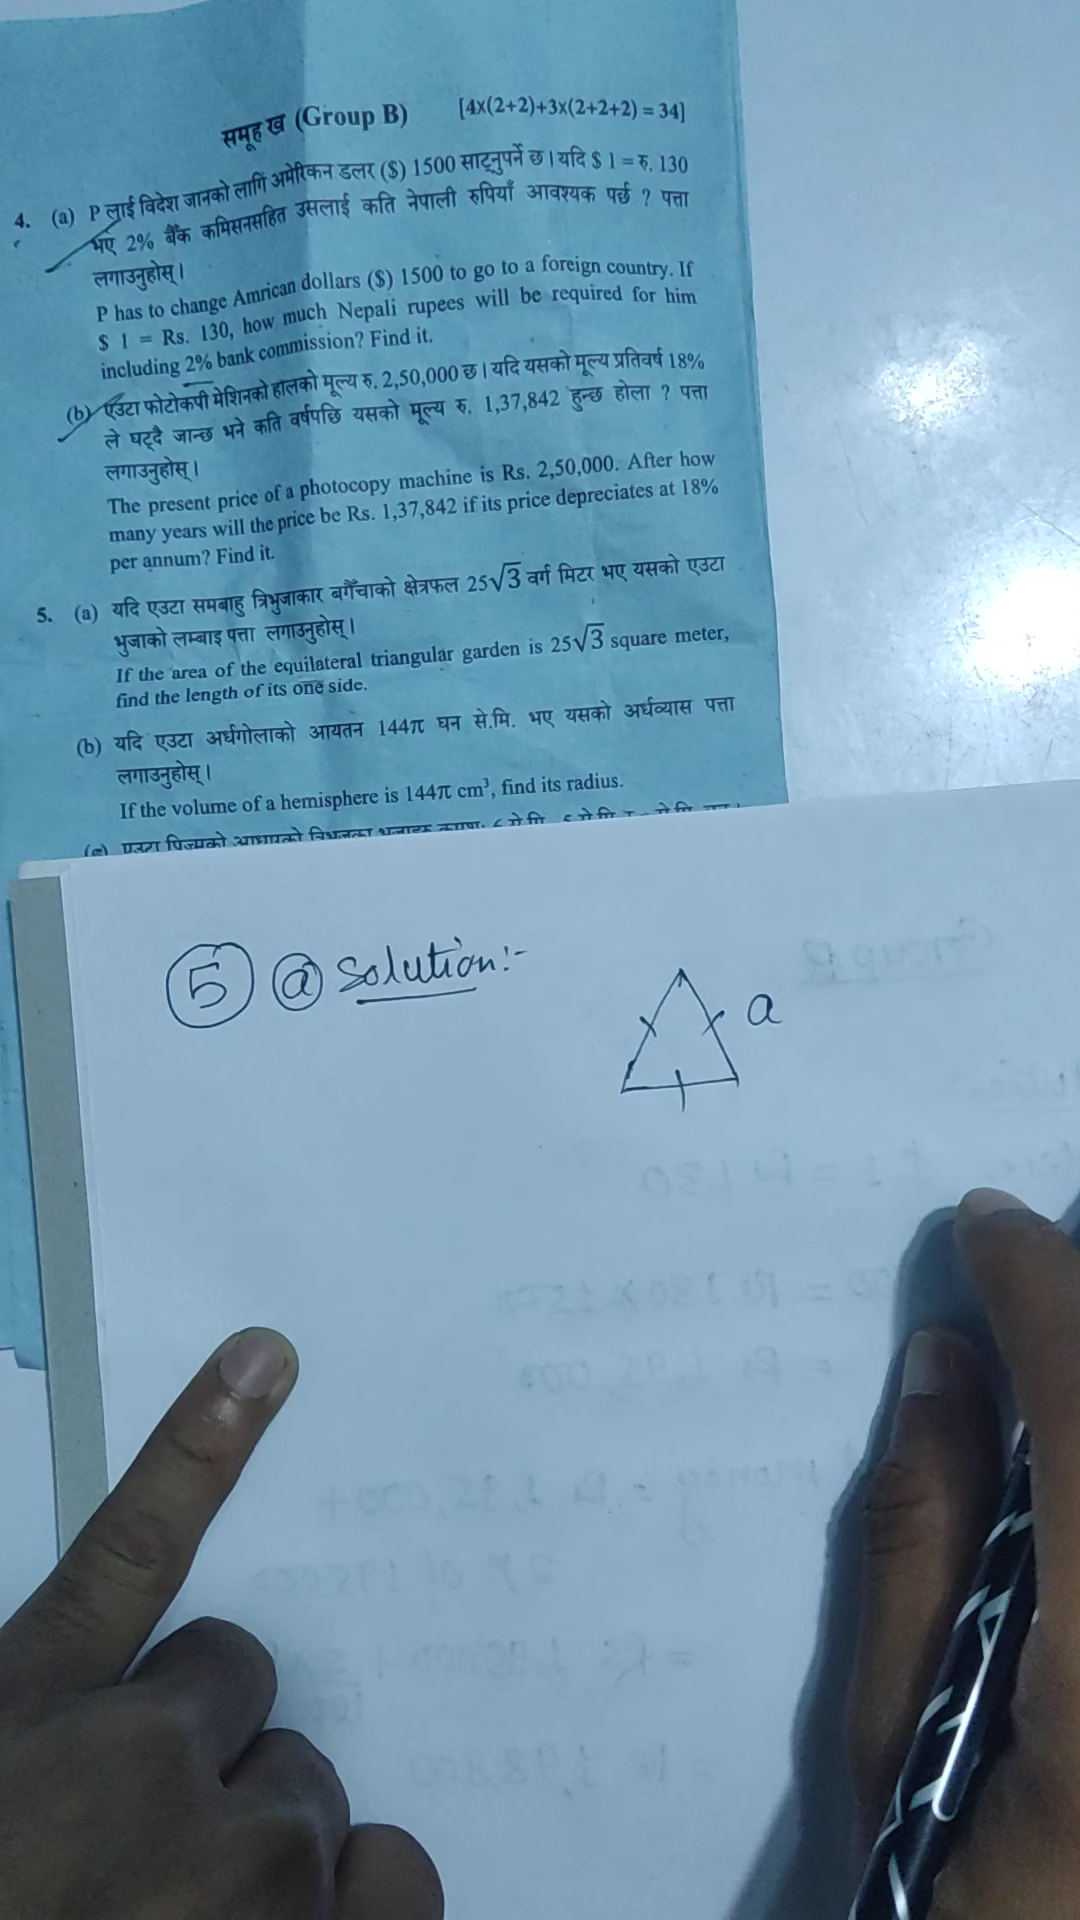 समूह ख (Group B) [4x(2+2)+3x(2+2+2) = 34]
4. (a) P लाई विदेश जानको लागि अमेरिकन डलर ($) 1500 साट्नुपर्ने छ । यदि $ 1 = रु. 130
भए 2% बैंक कमिसनसहित उसलाई कति नेपाली रुपियाँ आवश्यक पर्छ ? पत्ता
लगाउनुहोस् ।
P has to change Amrican dollars ($) 1500 to go to a foreign country. If
$ 1 = Rs. 130, how much Nepali rupees will be required for him
including 2% bank commission? Find it.
(b) एउटा फोटोकपी मेशिनको हालको मूल्य रु. 2,50,000 छ । यदि यसको मूल्य प्रतिवर्ष 18%
ले घट्दै जान्छ भने कति वर्षपछि यसको मूल्य रु. 1,37,842 हुन्छ होला ? पत्ता
लगाउनुहोस् ।
The present price of a photocopy machine is Rs. 2,50,000. After how
many years will the price be Rs. 1,37,842 if its price depreciates at 18%
per annum? Find it.
5. (a) यदि एउटा समबाहु त्रिभुजाकार बगैँचाको क्षेत्रफल 25√3 वर्ग मिटर भए यसको एउटा
भुजाको लम्बाइ पत्ता लगाउनुहोस् ।
If the area of the equilateral triangular garden is 25√3 square meter,
find the length of its one side.
(b) यदि एउटा अर्धगोलाको आयतन 144π घन से.मि. भए यसको अर्धव्यास पत्ता
लगाउनुहोस् ।
If the volume of a hemisphere is 144π cm³, find its radius.
(c) एउटा प्रिज्मको आधारको त्रिभुजका
5 a Solution:-
a